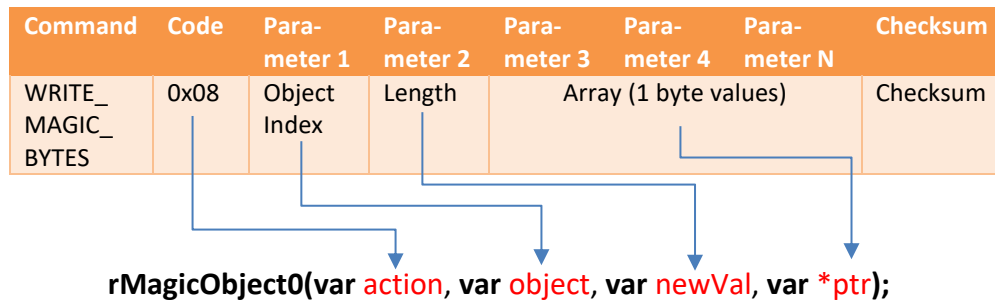 Command Code Para- Para- Para- Para- Para- Checksum
meter 1 meter 2 meter 3 meter 4 meter N
WRITE_ 0x08 Object Length Array (1 byte values) Checksum
MAGIC_ Index
BYTES
rMagicObject0(var action, var object, var newVal, var *ptr);